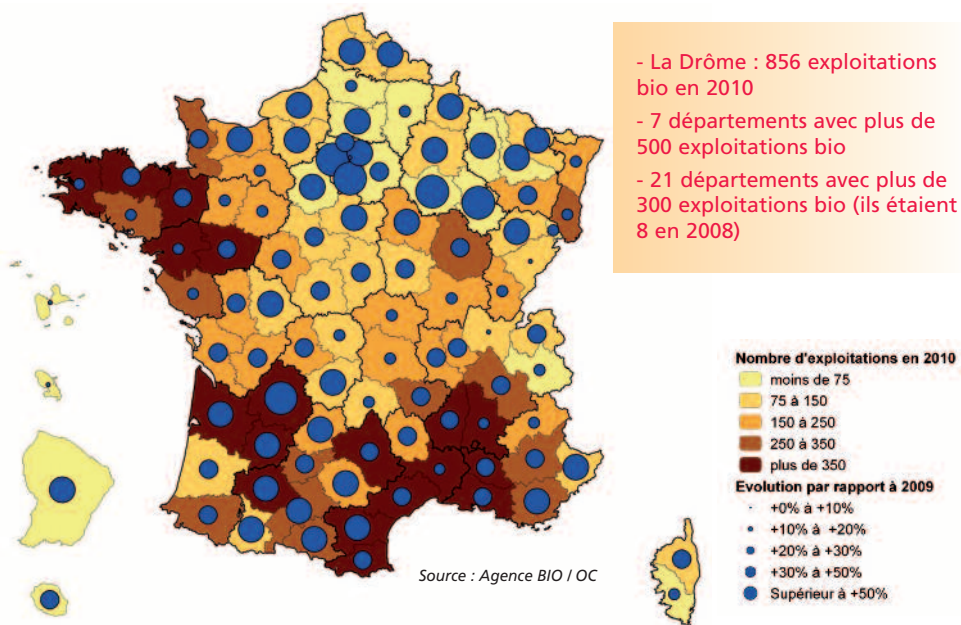 - La Drôme : 856 exploitations
bio en 2010
- 7 départements avec plus de
500 exploitations bio
- 21 départements avec plus de
300 exploitations bio (ils étaient
8 en 2008)
Nombre d'exploitations en 2010
moins de 75
75 à 150
150 à 250
250 à 350
plus de 350
Evolution par rapport à 2009
+0% à +10%
+10% à +20%
+20% à +30%
+30% à +50%
Supérieur à +50%
Source : Agence BIO / OC